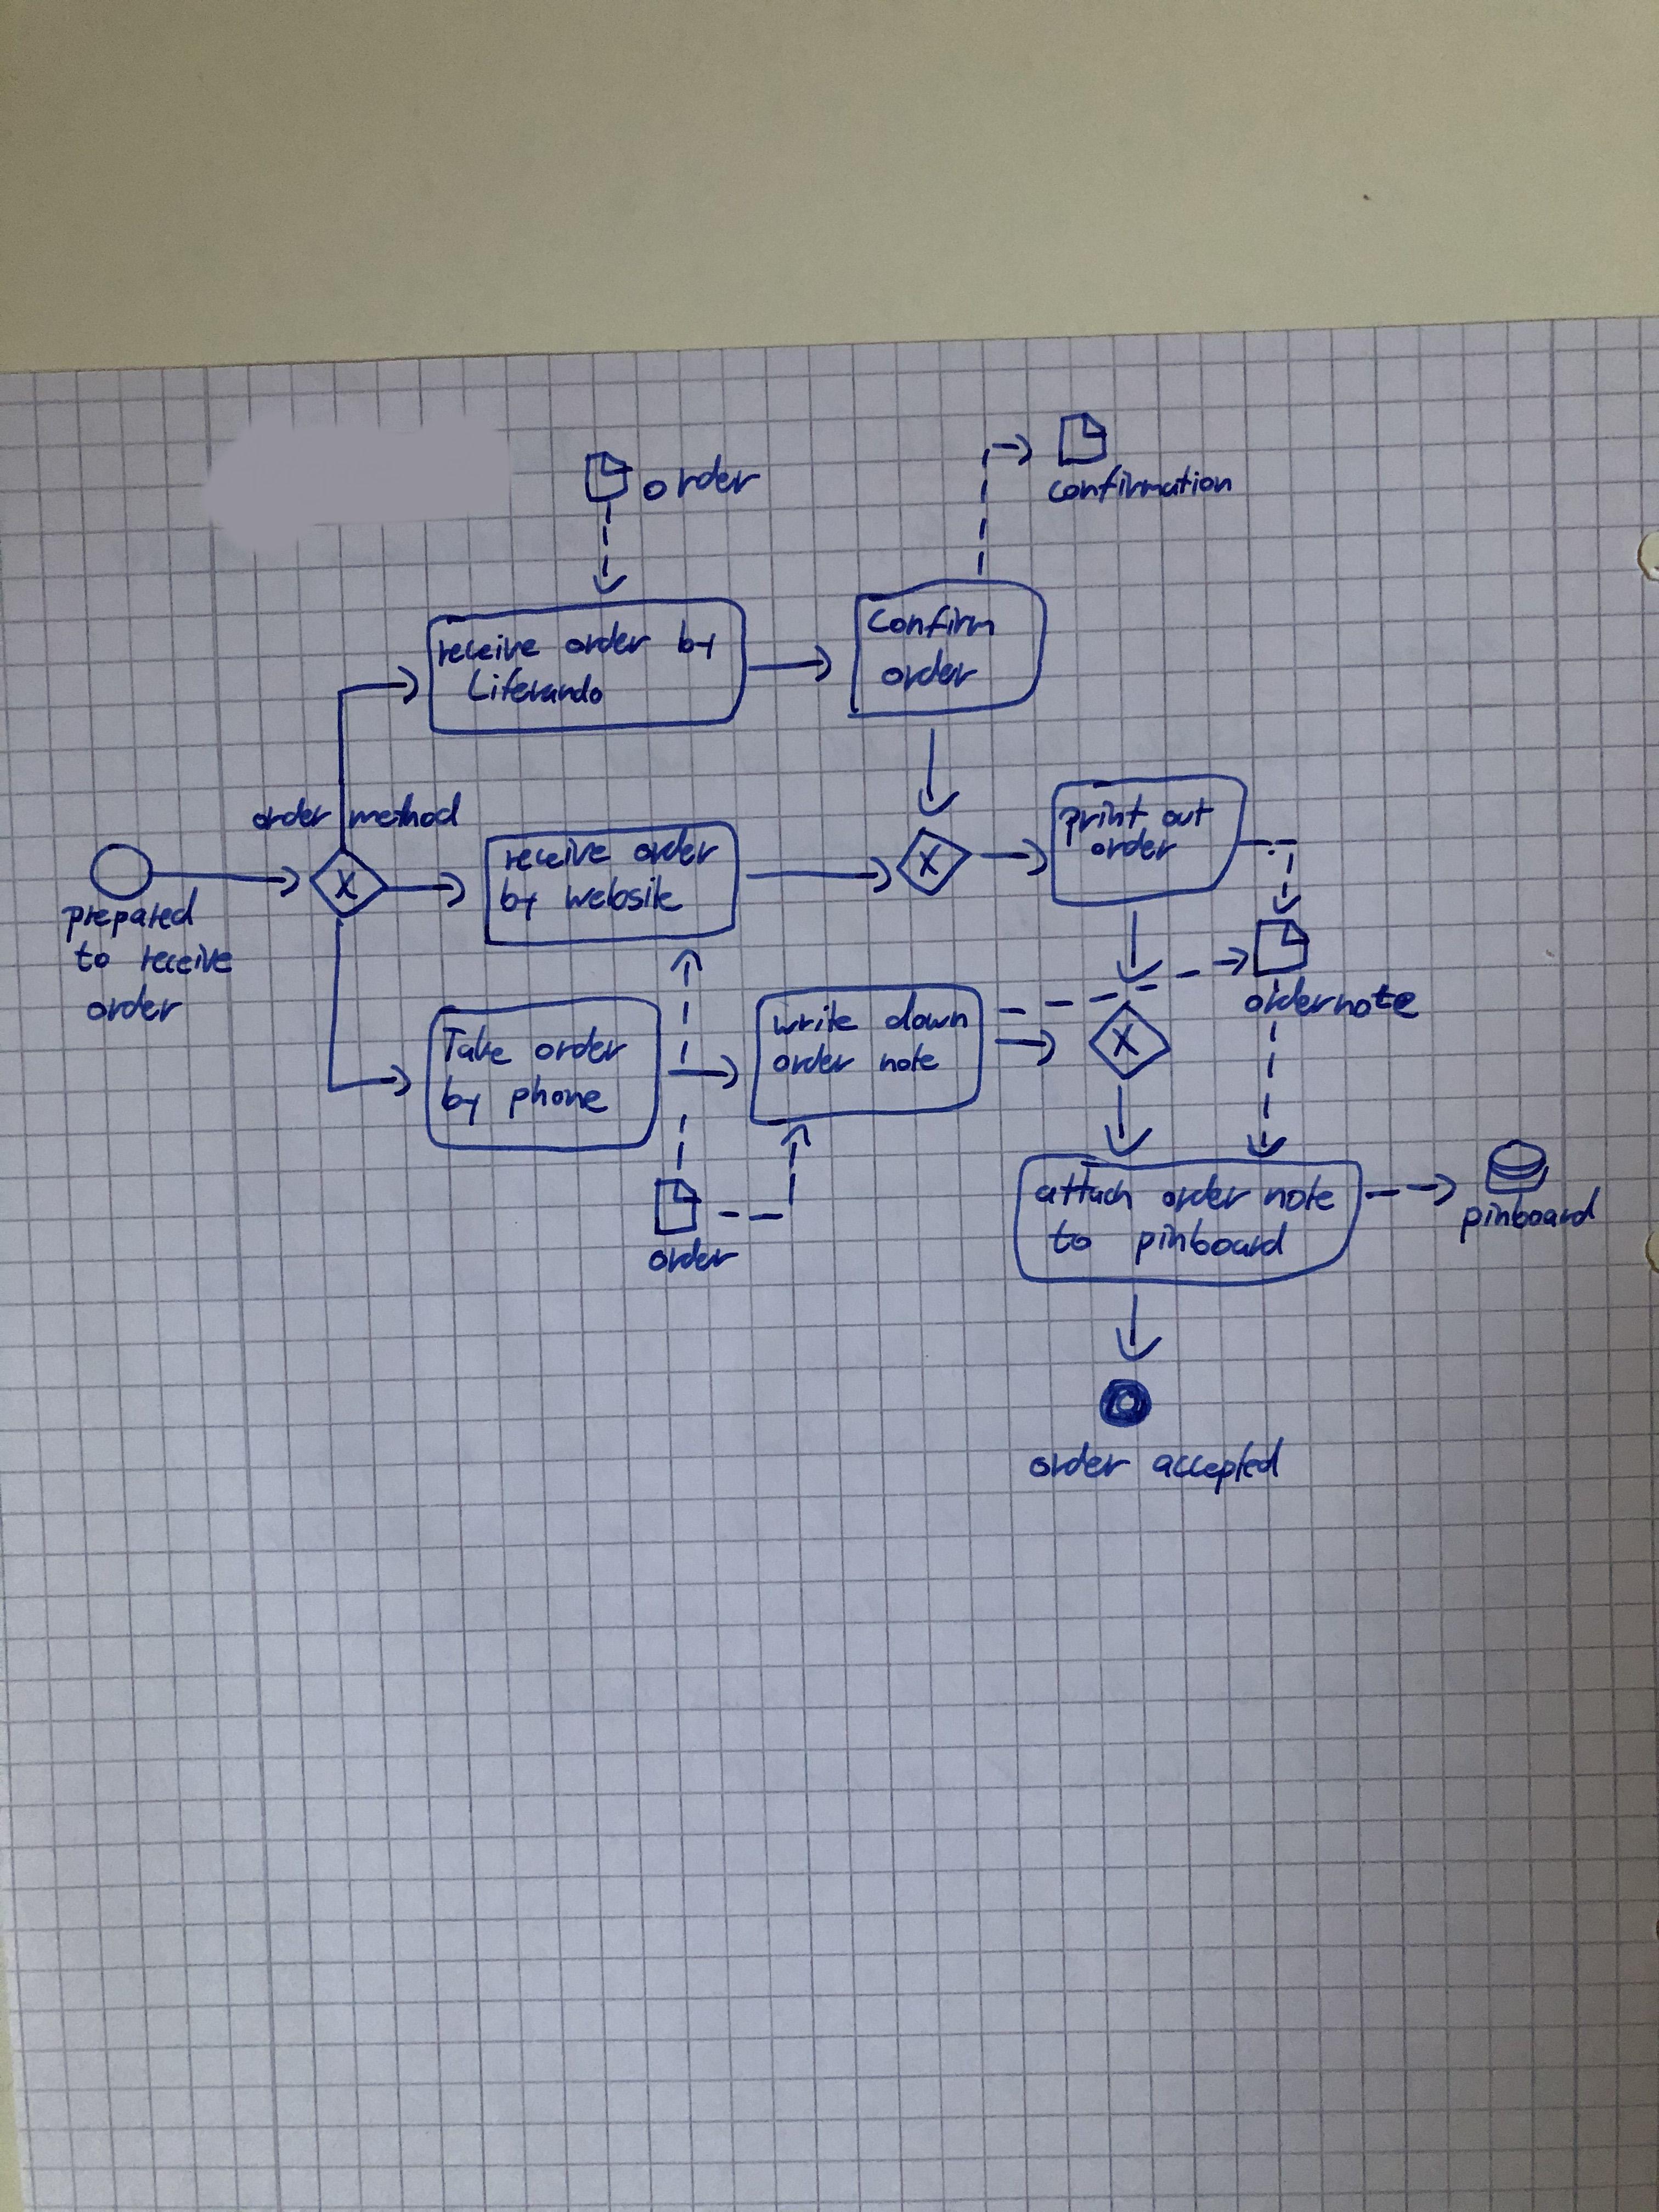 order
confirmation
receive order by
Liferando
Confirm
order
order method
print out
order
receive order
by website
X
X
prepared
to receive
order
ordernote
write down
order note
Take order
by phone
X
attach order note
to pinboard
pinboard
order
order accepted